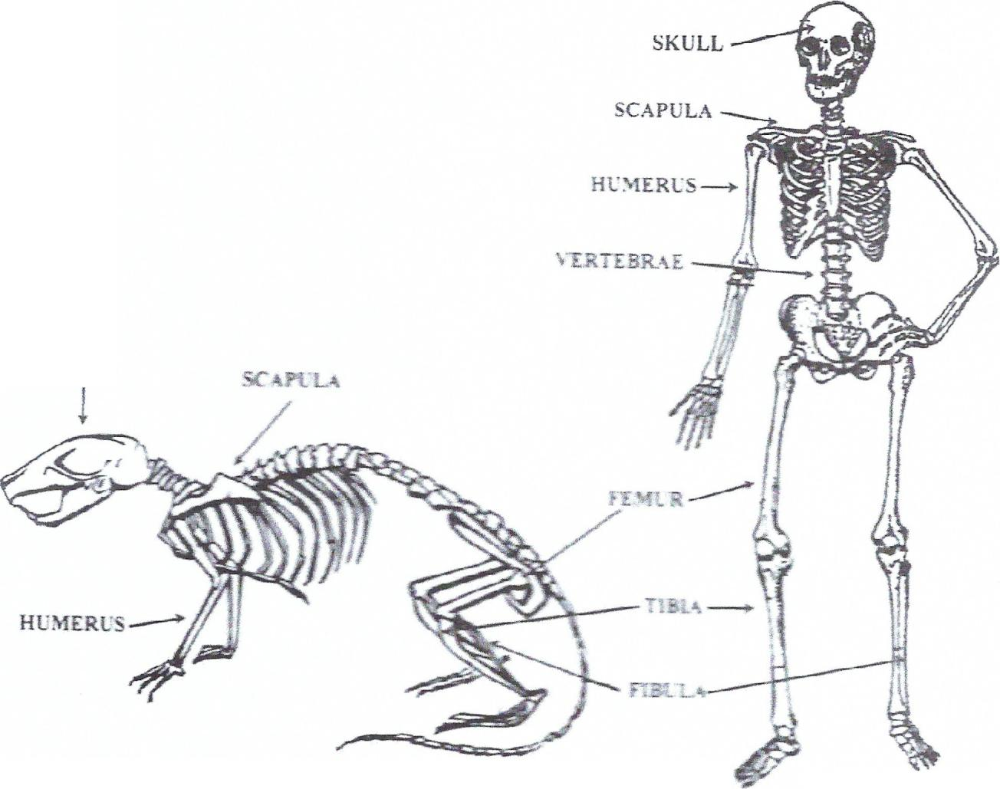 SKULL
SCAPULA
HUMERUS
VERTEBRAE
SCAPULA
FEMUR
TIBIA
HUMERUS
FIBULA